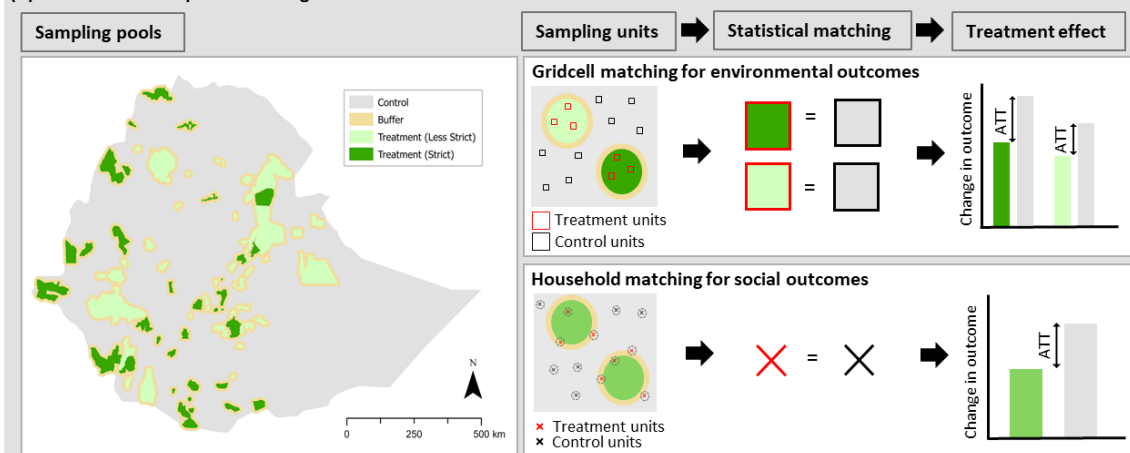 Sampling pools
Sampling units
Statistical matching
Treatment effect
Control
Buffer
Treatment (Less Strict)
Treatment (Strict)
N
0 250 500 km
Gridcell matching for environmental outcomes
=
=
Treatment units
Control units
Change in outcome
ATT
ATT
Household matching for social outcomes
=
Treatment units
Control units
Change in outcome
ATT